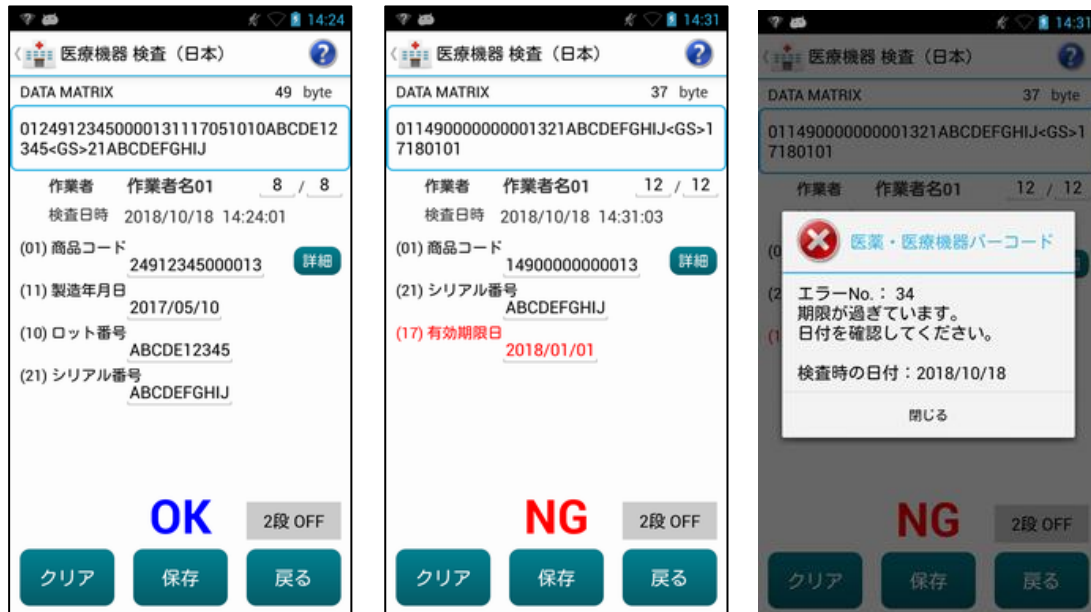 14:24
医療機器 検査（日本）
?
DATA MATRIX 49 byte
0124912345000013111705101​0ABCDE12
345<GS>21ABCDEFGHIJ
作業者 作業者名01 8 / 8
検査日時 2018/10/18 14:24:01
(01) 商品コード
24912345000013 詳細
(11) 製造年月日
2017/05/10
(10) ロット番号
ABCDE12345
(21) シリアル番号
ABCDEFGHIJ
OK 2段 OFF
クリア 保存 戻る
14:31
医療機器 検査（日本）
?
DATA MATRIX 37 byte
011490000000001321ABCDEFGHIJ<GS>1
7180101
作業者 作業者名01 12 / 12
検査日時 2018/10/18 14:31:03
(01) 商品コード
14900000000013 詳細
(21) シリアル番号
ABCDEFGHIJ
(17) 有効期限日
2018/01/01
NG 2段 OFF
クリア 保存 戻る
14:31
医療機器 検査（日本）
?
DATA MATRIX 37 byte
011490000000001321ABCDEFGHIJ<GS>1
7180101
作業者 作業者名01 12 / 12
医薬・医療機器バーコード
エラーNo.： 34
期限が過ぎています。
日付を確認してください。
検査時の日付：2018/10/18
閉じる
NG 2段 OFF
クリア 保存 戻る